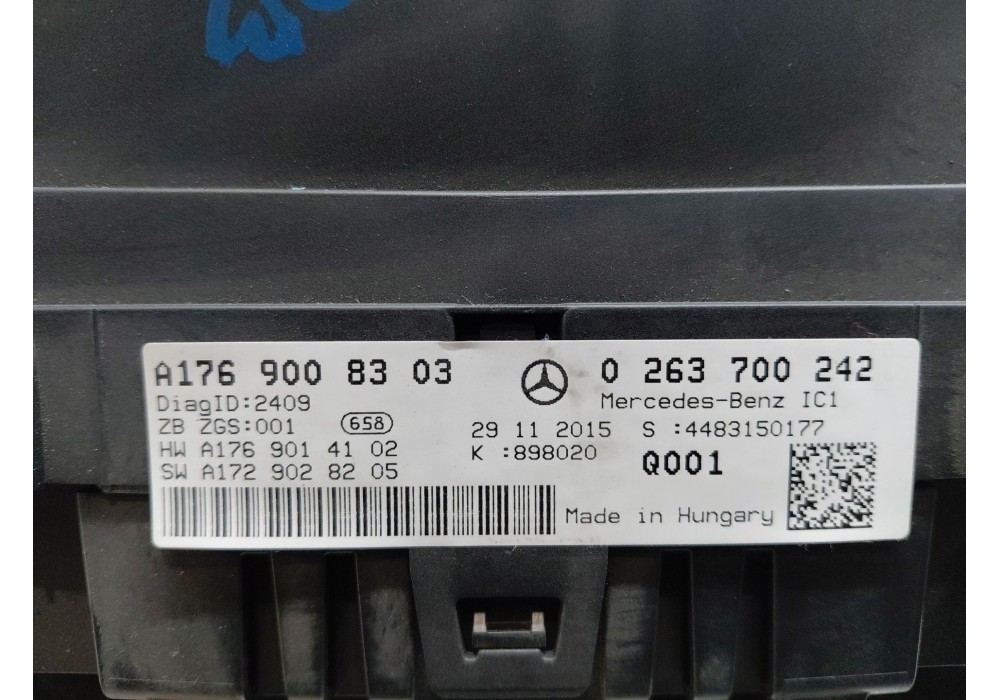 A176 900 83 03
0 263 700 242
DiagID:2409
Mercedes-Benz IC1
ZB ZGS:001
658
29 11 2015
S :4483150177
HW A176 901 41 02
K :898020
Q001
SW A172 902 82 05
Made in Hungary